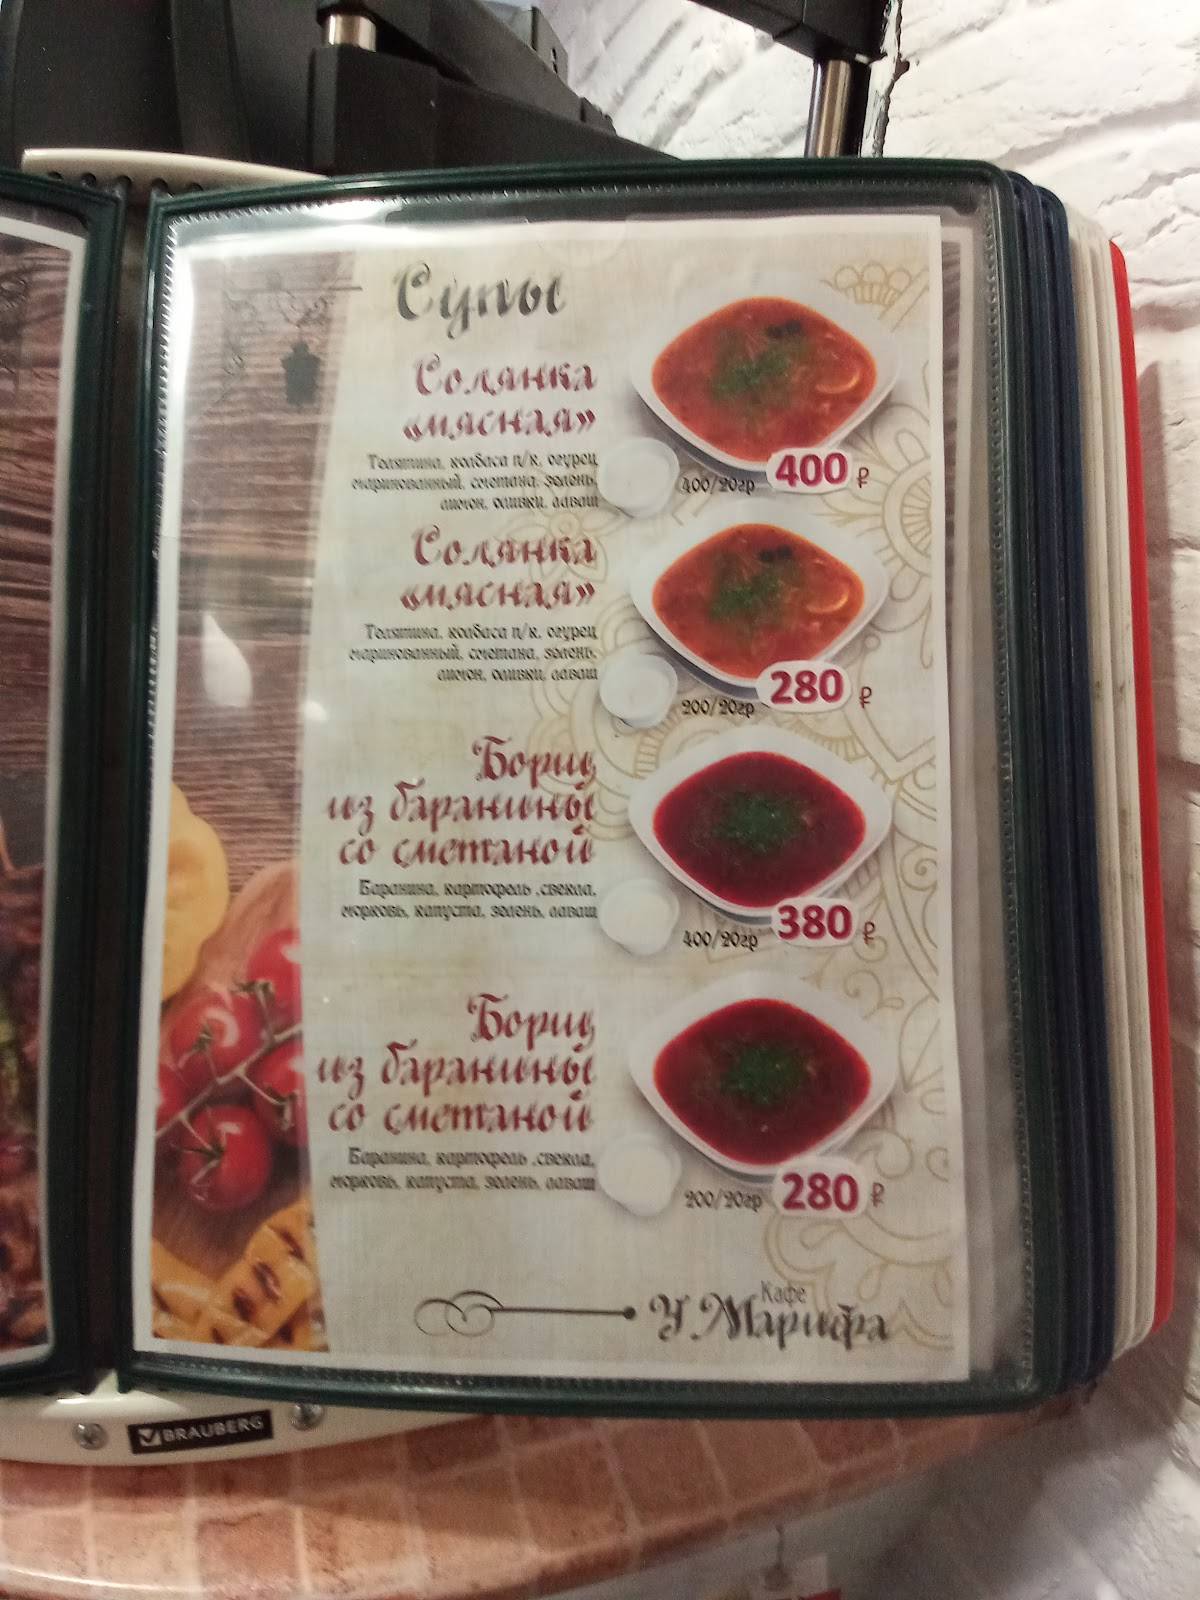 Супы
Солянка
«мясная»
Телятина, колбаса п/к, огурец
маринованный, сметана, зелень,
лимон, оливки, лаваш
400/20гр
400 ₽
Солянка
«мясная»
Телятина, колбаса п/к, огурец
маринованный, сметана, зелень,
лимон, оливки, лаваш
200/20гр
280 ₽
Борщ
из баранины
со сметаной
Баранина, картофель ,свекла,
морковь, капуста, зелень, лаваш
400/20гр
380 ₽
Борщ
из баранины
со сметаной
Баранина, картофель ,свекла,
морковь, капуста, зелень, лаваш
200/20гр
280 ₽
Кафе
У Марифа
BRAUBERG